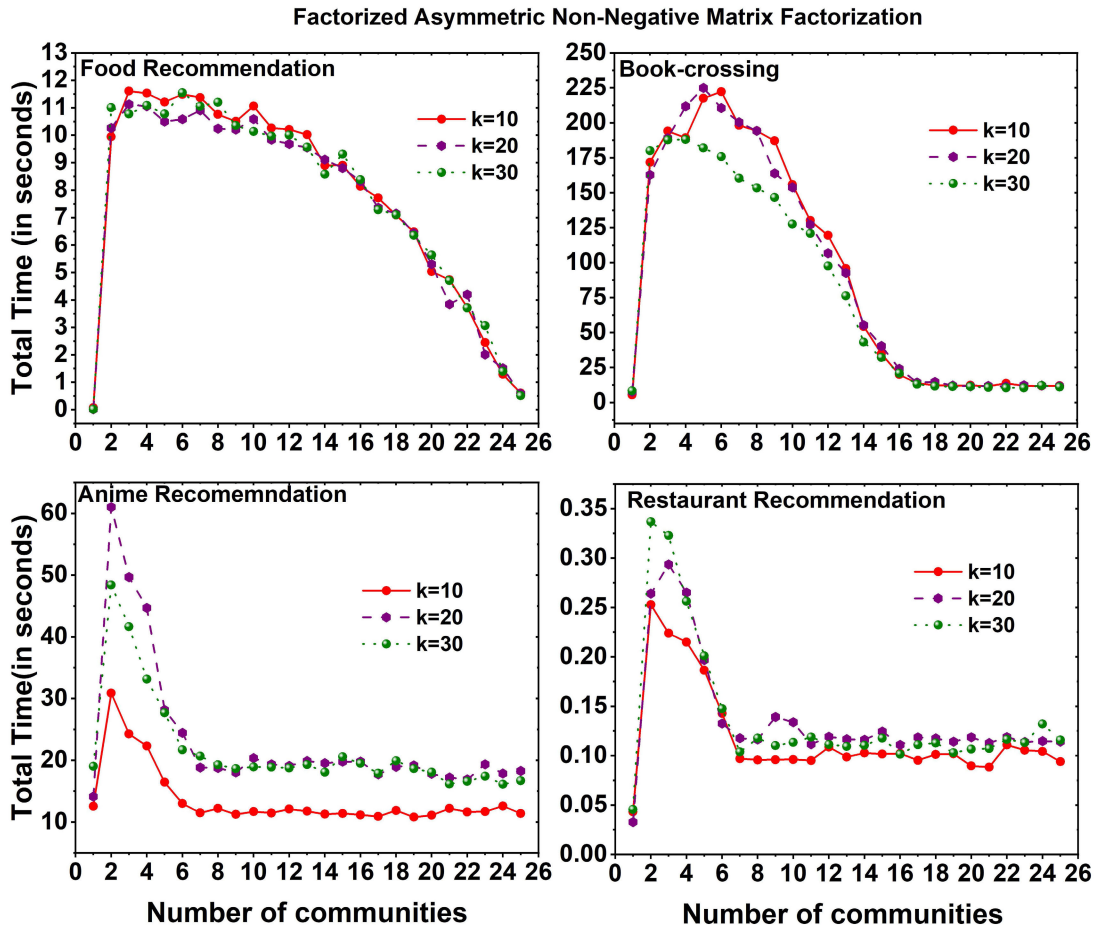 Factorized Asymmetric Non-Negative Matrix Factorization
Food Recommendation
k=10
k=20
k=30
Total Time (in seconds)
13
12
11
10
9
8
7
6
5
4
3
2
1
0
0 2 4 6 8 10 12 14 16 18 20 22 24 26
Book-crossing
k=10
k=20
k=30
250
225
200
175
150
125
100
75
50
25
0
0 2 4 6 8 10 12 14 16 18 20 22 24 26
Anime Recomemndation
k=10
k=20
k=30
Total Time(in seconds)
60
50
40
30
20
10
0 2 4 6 8 10 12 14 16 18 20 22 24 26
Number of communities
Restaurant Recommendation
k=10
k=20
k=30
0.35
0.30
0.25
0.20
0.15
0.10
0.05
0.00
0 2 4 6 8 10 12 14 16 18 20 22 24 26
Number of communities